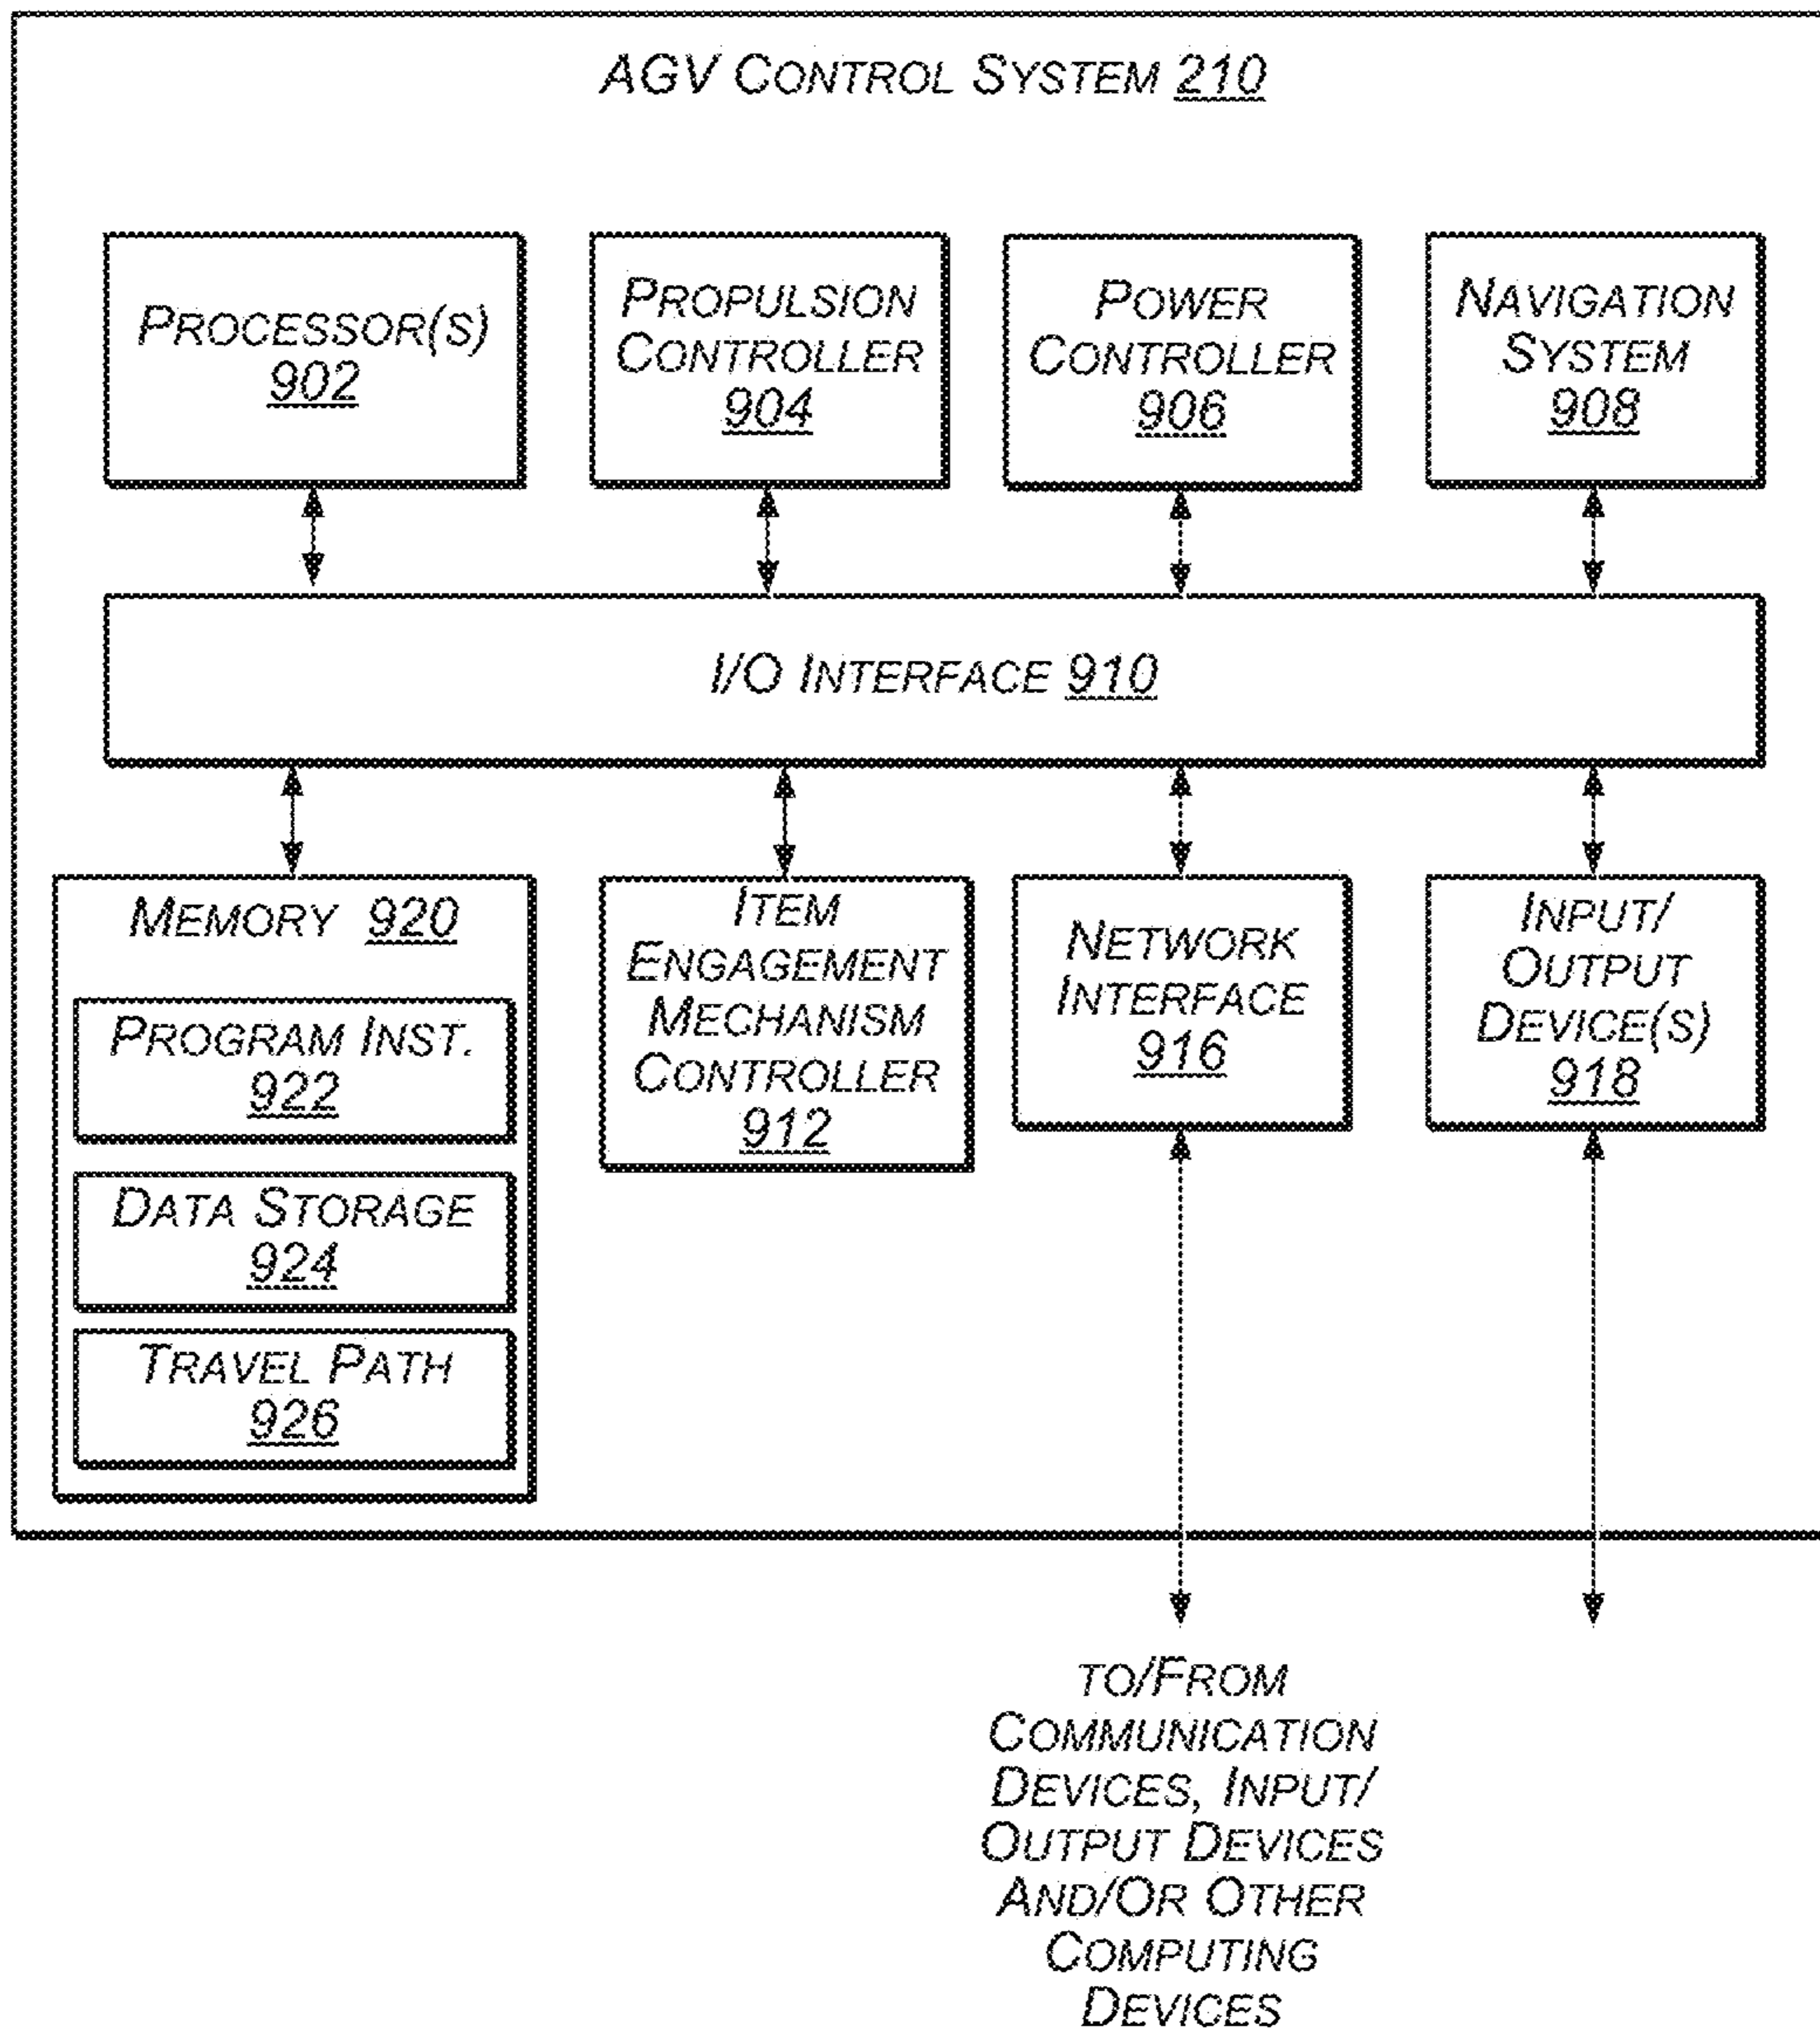 AGV CONTROL SYSTEM 210
PROCESSOR(S)
902
PROPULSION
CONTROLLER
904
POWER
CONTROLLER
906
NAVIGATION
SYSTEM
908
I/O INTERFACE 910
MEMORY 920
PROGRAM INST.
922
DATA STORAGE
924
TRAVEL PATH
926
ITEM
ENGAGEMENT
MECHANISM
CONTROLLER
912
NETWORK
INTERFACE
916
INPUT/
OUTPUT
DEVICE(S)
918
TO/FROM
COMMUNICATION
DEVICES, INPUT/
OUTPUT DEVICES
AND/OR OTHER
COMPUTING
DEVICES